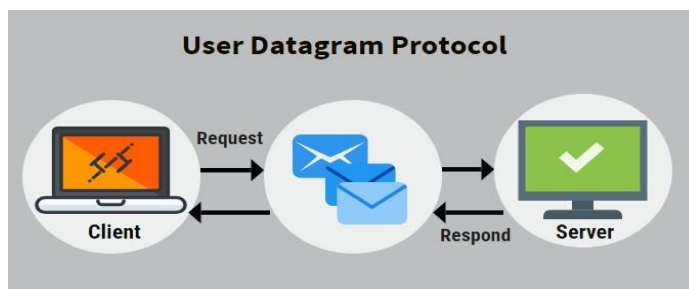 User Datagram Protocol
Request
Client
Respond
Server